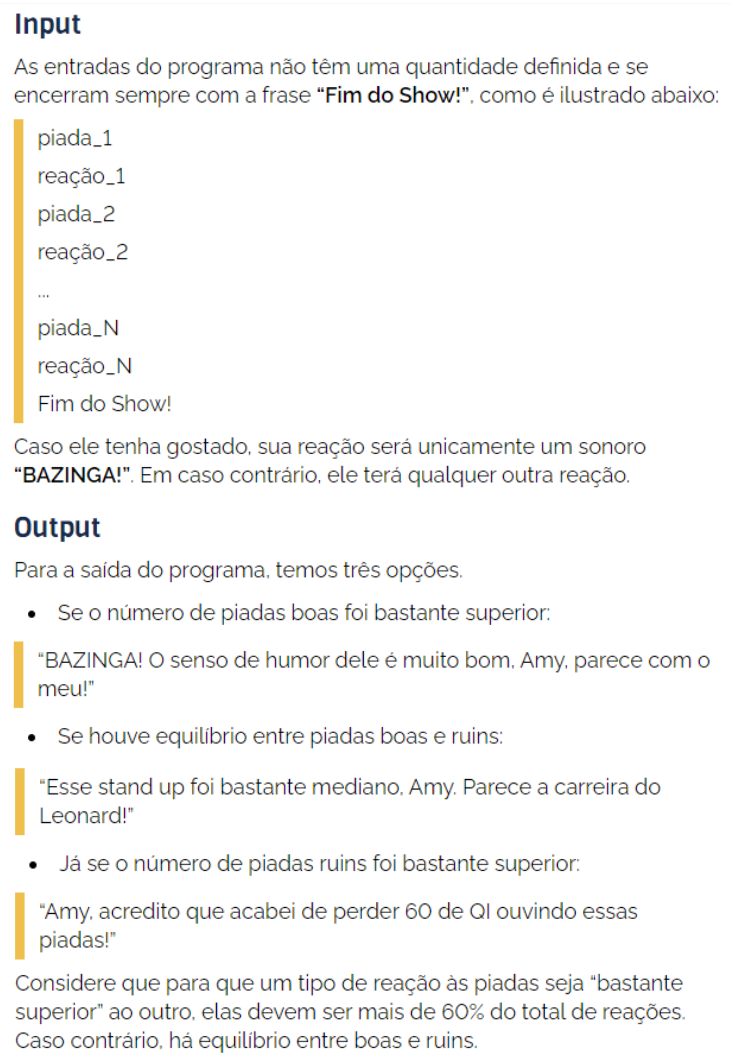 Input
As entradas do programa não têm uma quantidade definida e se
encerram sempre com a frase “Fim do Show!”, como é ilustrado abaixo:
piada_1
reação_1
piada_2
reação_2
...
piada_N
reação_N
Fim do Show!
Caso ele tenha gostado, sua reação será unicamente um sonoro
“BAZINGA!”. Em caso contrário, ele terá qualquer outra reação.
Output
Para a saída do programa, temos três opções.
• Se o número de piadas boas foi bastante superior:
“BAZINGA! O senso de humor dele é muito bom, Amy, parece com o
meu!”
• Se houve equilíbrio entre piadas boas e ruins:
“Esse stand up foi bastante mediano, Amy. Parece a carreira do
Leonard!”
• Já se o número de piadas ruins foi bastante superior:
“Amy, acredito que acabei de perder 60 de QI ouvindo essas
piadas!”
Considere que para que um tipo de reação às piadas seja “bastante
superior” ao outro, elas devem ser mais de 60% do total de reações.
Caso contrário, há equilíbrio entre boas e ruins.